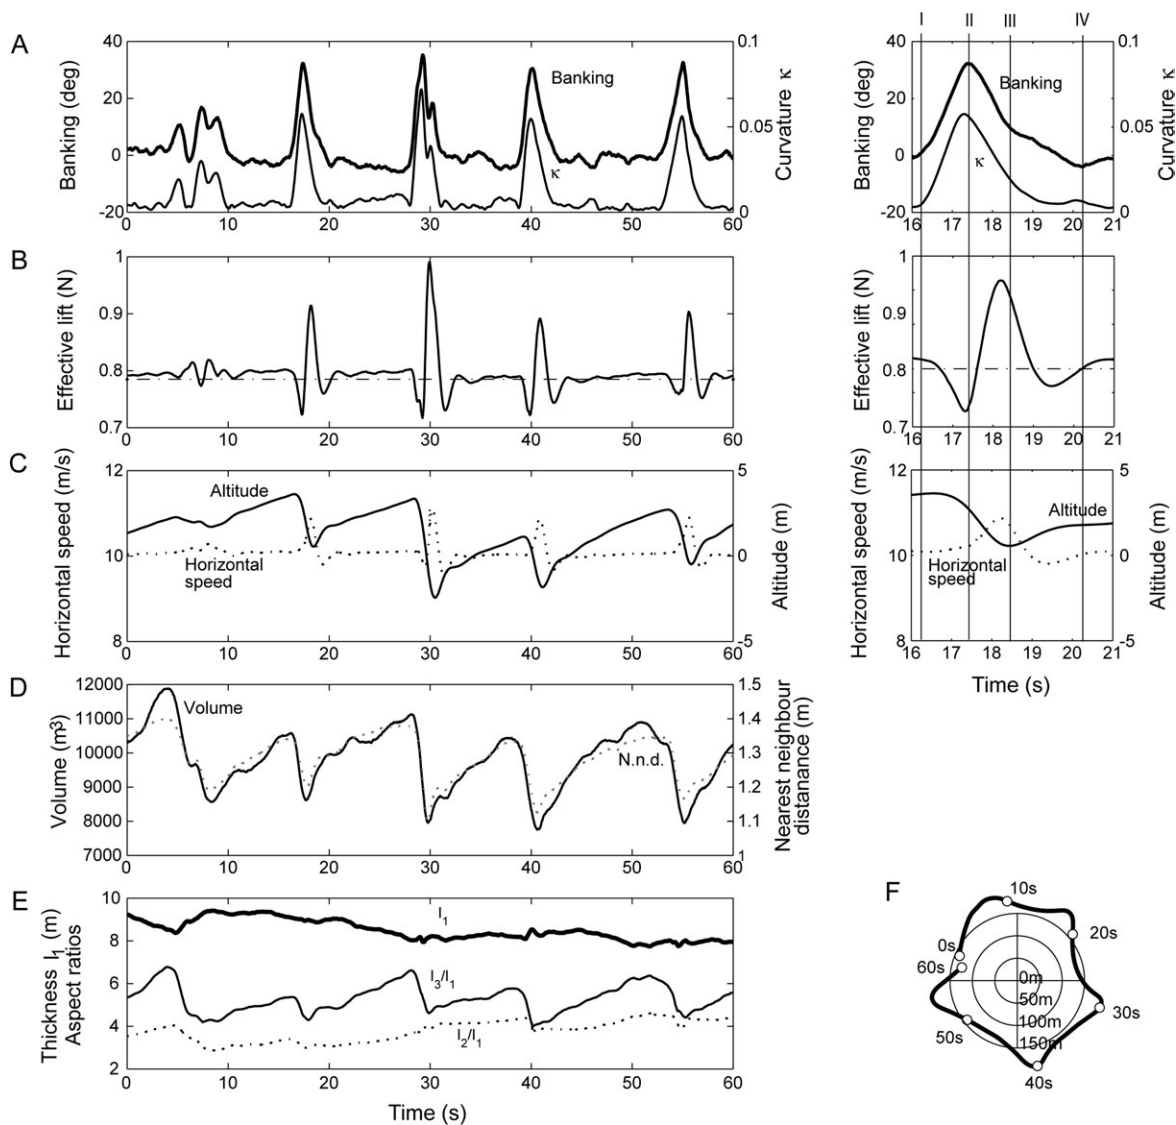 A
Banking (deg)
40
20
0
-20
Banking
κ
0.1
0.05
0
Curvature κ
0 10 20 30 40 50 60
I II III IV
Banking (deg)
40
20
0
-20
Banking
κ
0.1
0.05
0
Curvature κ
16 17 18 19 20 21
B
Effective lift (N)
1
0.9
0.8
0.7
0 10 20 30 40 50 60
Effective lift (N)
1
0.9
0.8
0.7
16 17 18 19 20 21
C
Horizontal speed (m/s)
12
10
8
Altitude
Horizontal
speed
5
0
-5
Altitude (m)
0 10 20 30 40 50 60
Horizontal speed (m/s)
12
10
8
Altitude
Horizontal
speed
5
0
-5
Altitude (m)
16 17 18 19 20 21
Time (s)
D
Volume (m³)
12000
11000
10000
9000
8000
7000
Volume
N.n.d.
1.5
1.4
1.3
1.2
1.1
1
Nearest neighbour
distanance (m)
0 10 20 30 40 50 60
E
Thickness I₁ (m)
Aspect ratios
10
8
6
4
2
I₁
I₃/I₁
I₂/I₁
0 10 20 30 40 50 60
Time (s)
F
10s
20s
0s
60s
0m
50m
100m
150m
30s
50s
40s